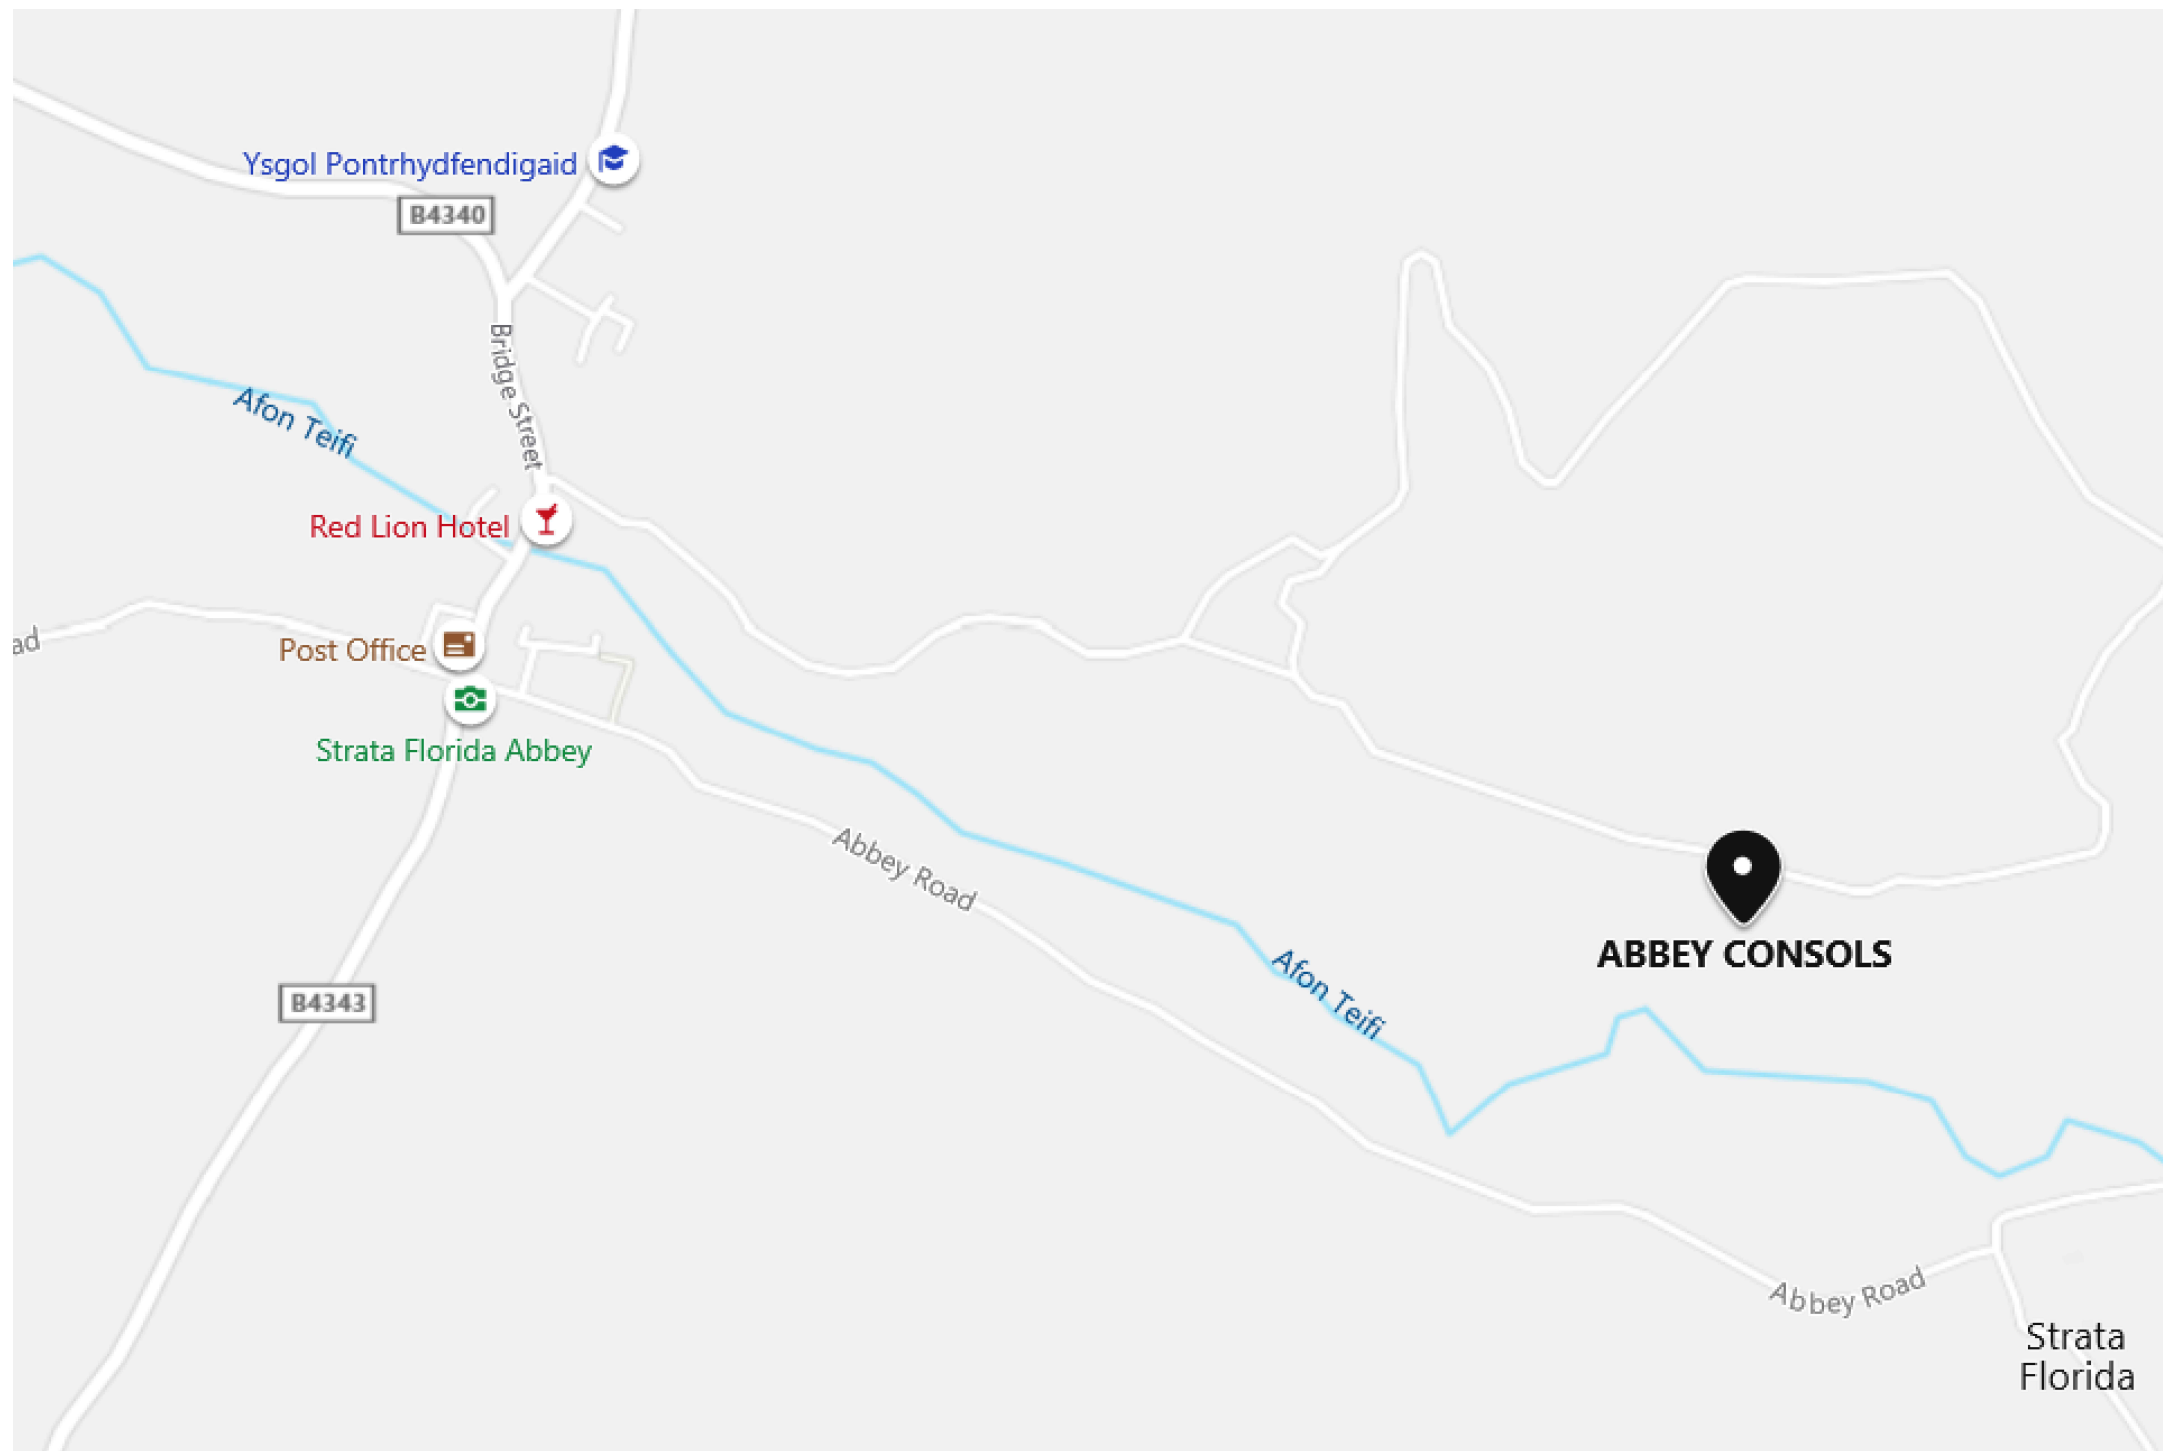 Ysgol Pontrhydfendigaid
B4340
Bridge Street
Afon Teifi
Red Lion Hotel
ad
Post Office
Strata Florida Abbey
Abbey Road
ABBEY CONSOLS
Afon Teifi
B4343
Abbey Road
Strata
Florida